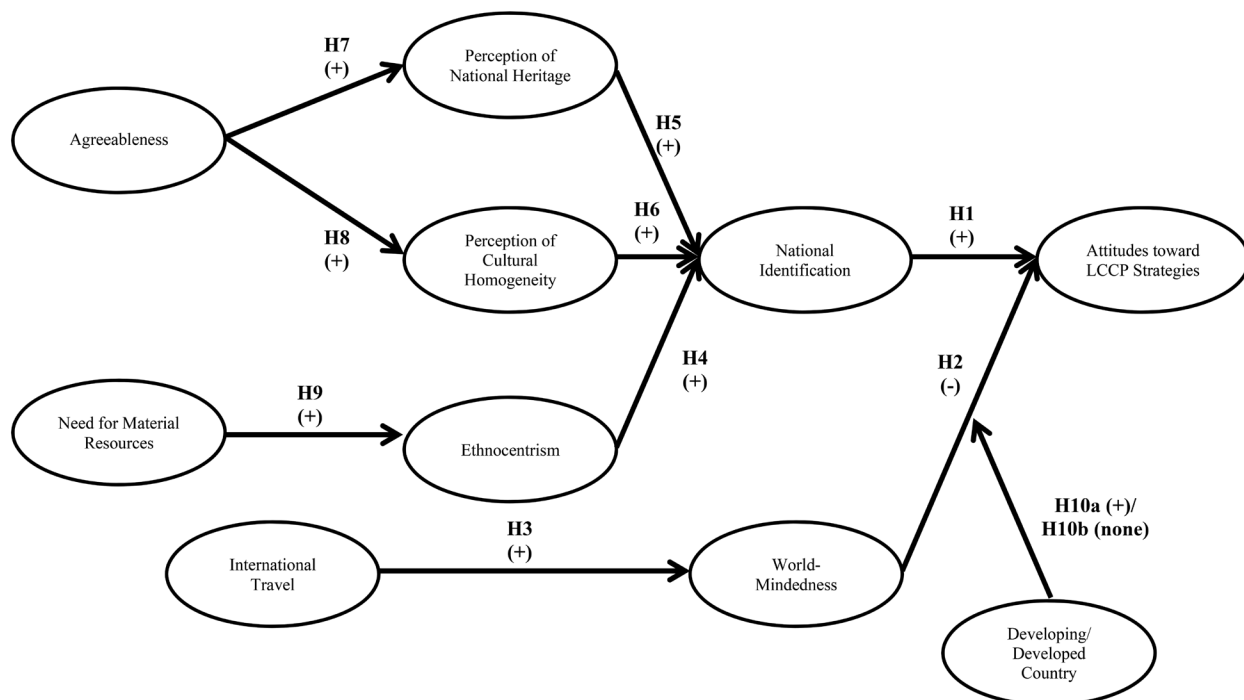 H7
(+)
Perception of
National Heritage
Agreeableness
H5
(+)
H8
(+)
Perception of
Cultural
Homogeneity
H6
(+)
National
Identification
H1
(+)
Attitudes toward
LCCP Strategies
H4
(+)
H2
(-)
Need for Material
Resources
H9
(+)
Ethnocentrism
H10a (+)/
H10b (none)
International
Travel
H3
(+)
World-
Mindedness
Developing/
Developed
Country